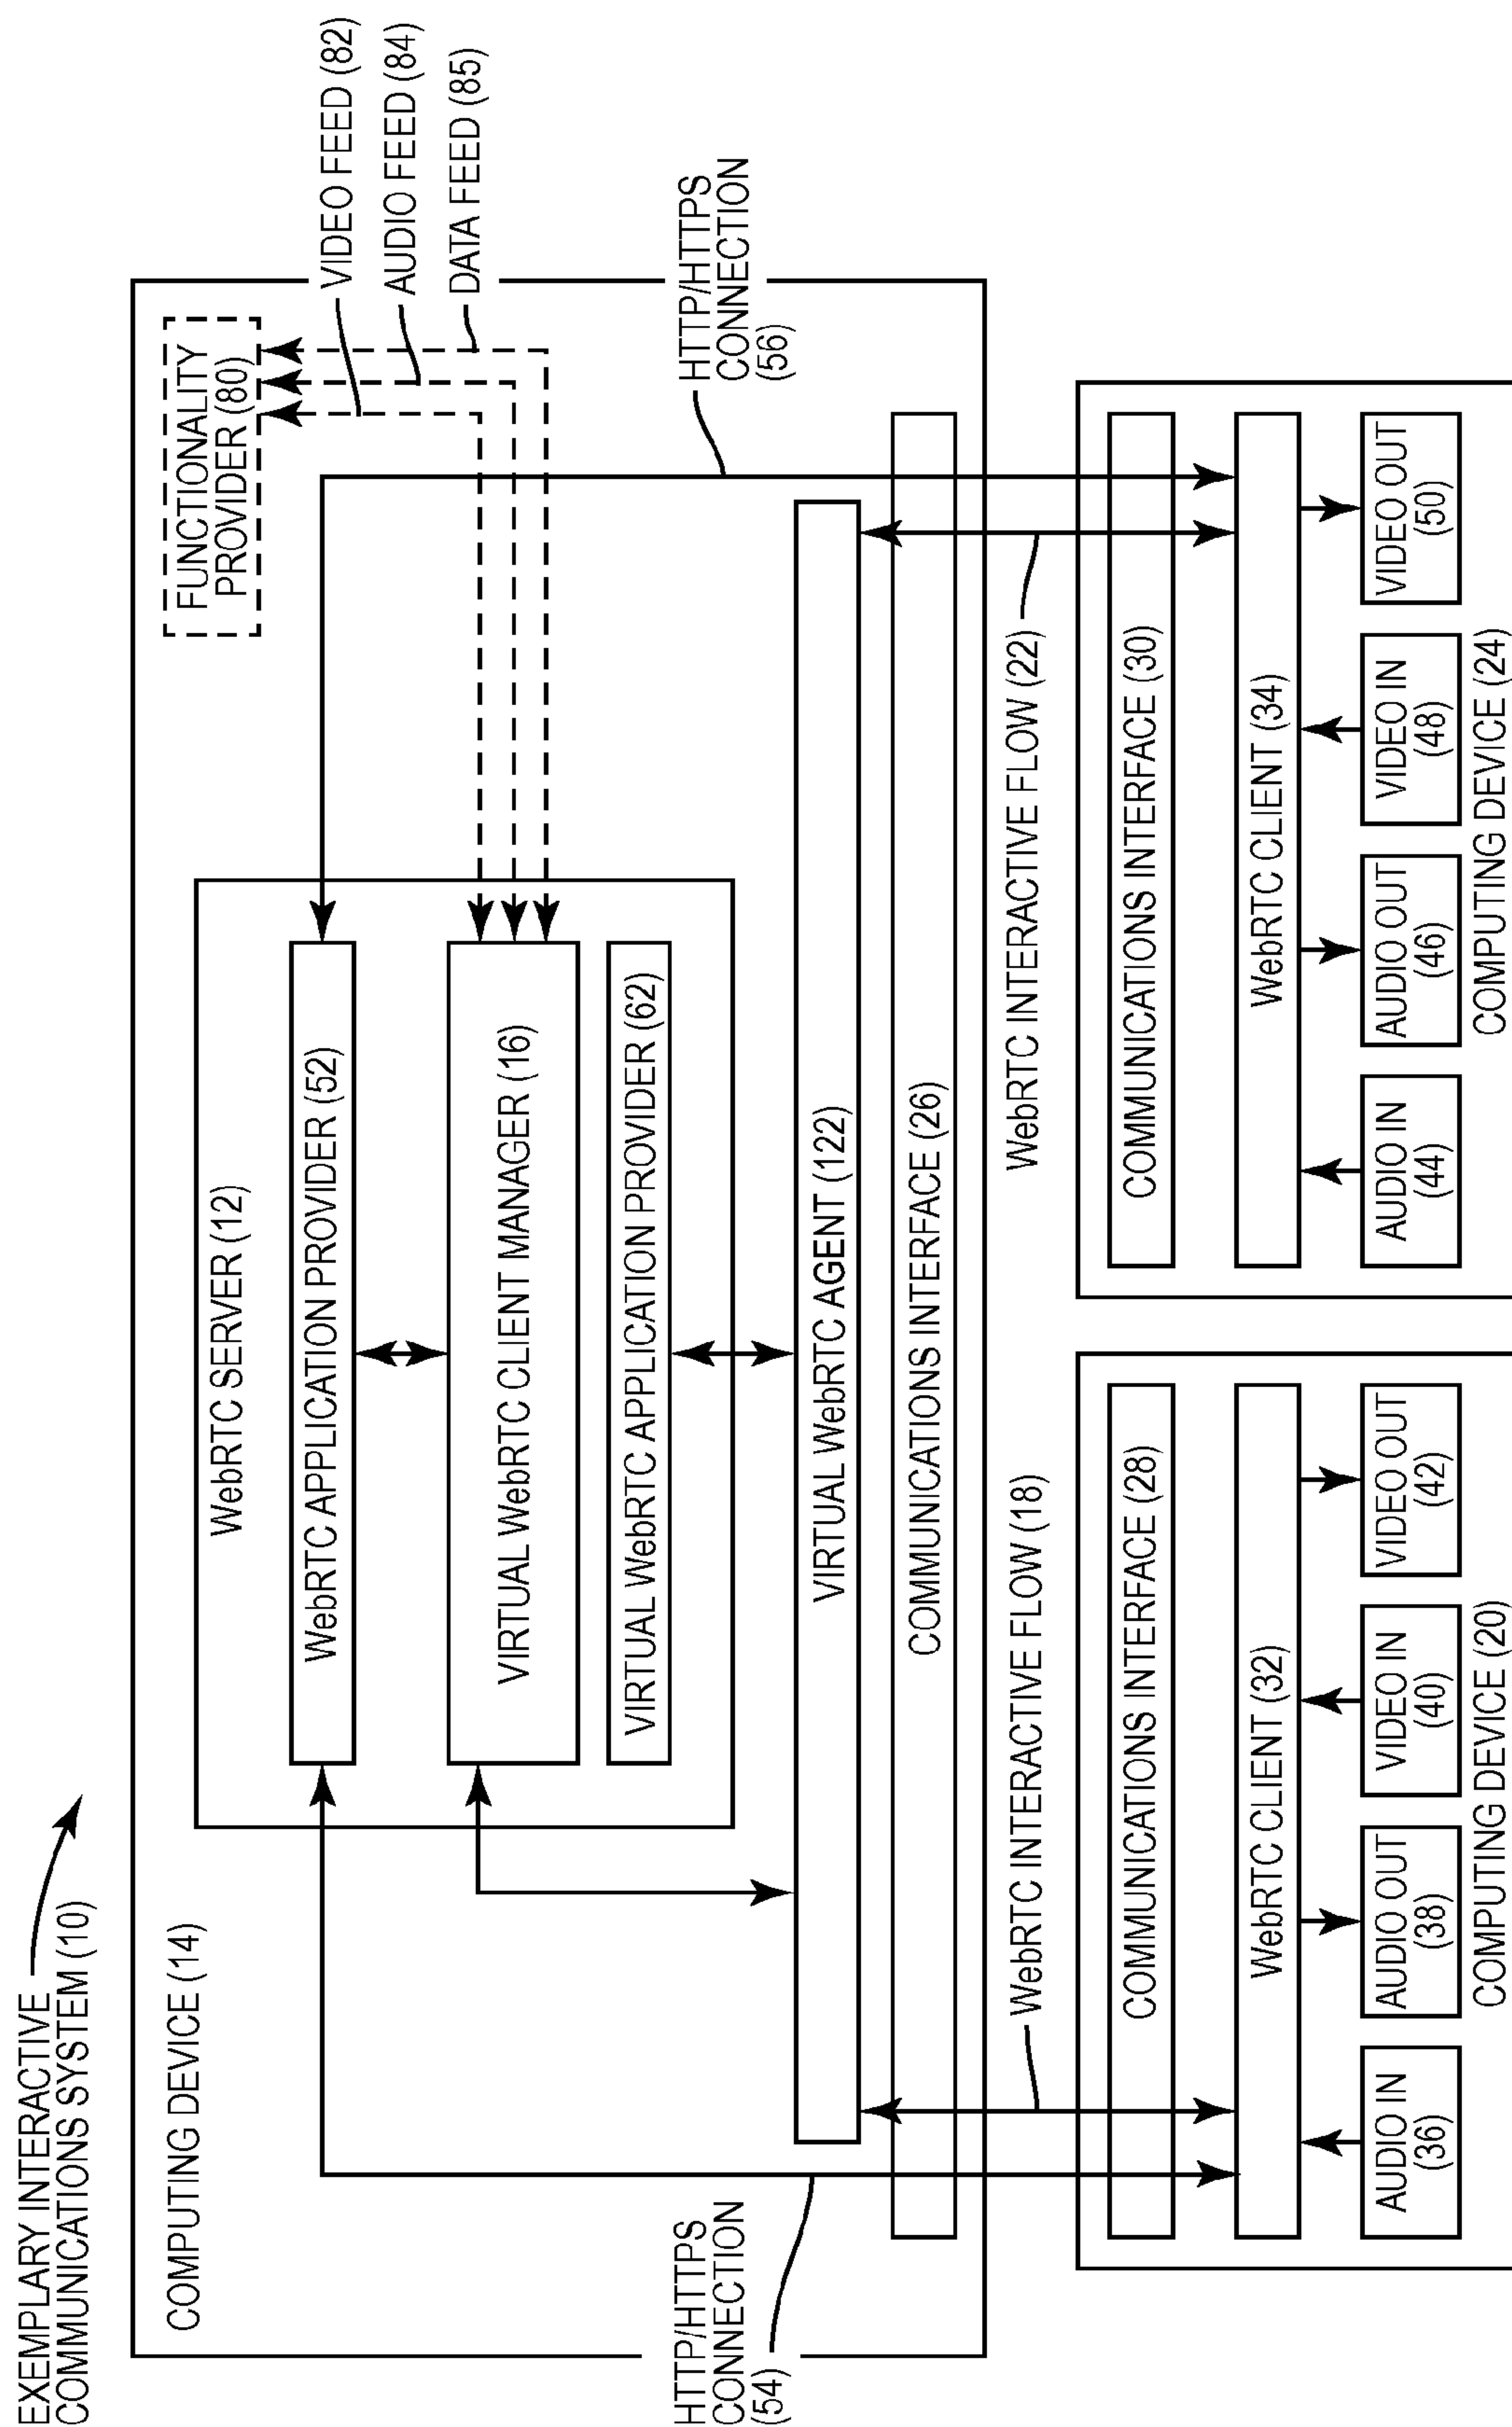 EXEMPLARY INTERACTIVE
COMMUNICATIONS SYSTEM (10)
COMPUTING DEVICE (14)
WebRTC SERVER (12)
WebRTC APPLICATION PROVIDER (52)
VIRTUAL WebRTC CLIENT MANAGER (16)
VIRTUAL WebRTC APPLICATION PROVIDER (62)
FUNCTIONALITY
PROVIDER (80)
VIDEO FEED (82)
AUDIO FEED (84)
DATA FEED (85)
VIRTUAL WebRTC AGENT (122)
COMMUNICATIONS INTERFACE (26)
HTTP/HTTPS
CONNECTION
(54)
HTTP/HTTPS
CONNECTION
(56)
WebRTC INTERACTIVE FLOW (18)
WebRTC INTERACTIVE FLOW (22)
COMMUNICATIONS INTERFACE (28)
WebRTC CLIENT (32)
AUDIO IN
(36)
AUDIO OUT
(38)
VIDEO IN
(40)
VIDEO OUT
(42)
COMPUTING DEVICE (20)
COMMUNICATIONS INTERFACE (30)
WebRTC CLIENT (34)
AUDIO IN
(44)
AUDIO OUT
(46)
VIDEO IN
(48)
VIDEO OUT
(50)
COMPUTING DEVICE (24)